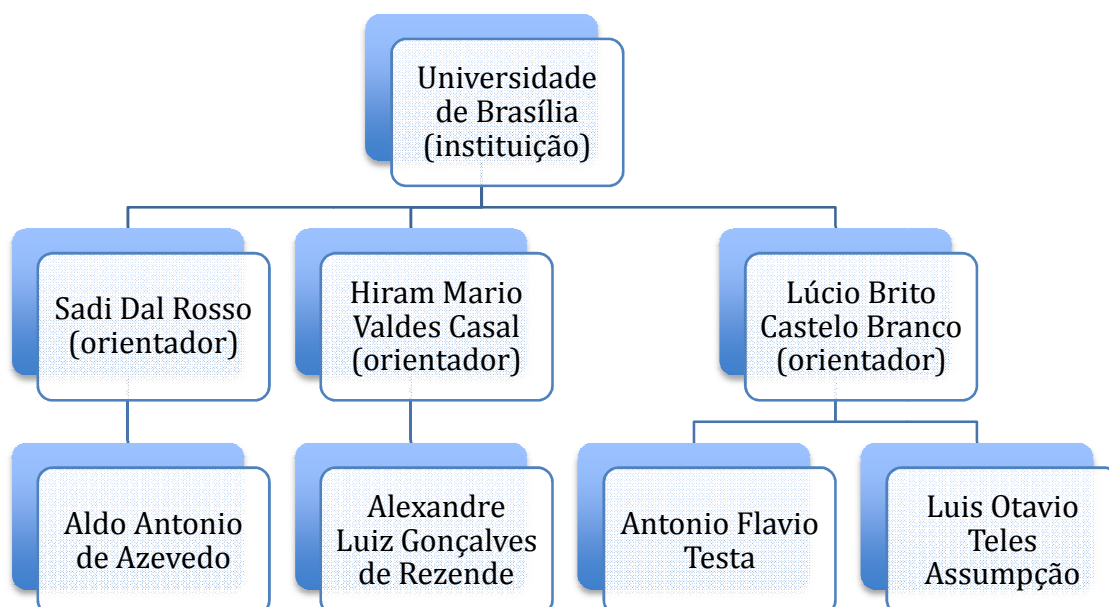 Universidade
de Brasília
(instituição)
Sadi Dal Rosso
(orientador)
Hiram Mario
Valdes Casal
(orientador)
Lúcio Brito
Castelo Branco
(orientador)
Aldo Antonio
de Azevedo
Alexandre
Luiz Gonçalves
de Rezende
Antonio Flavio
Testa
Luis Otavio
Teles
Assumpção